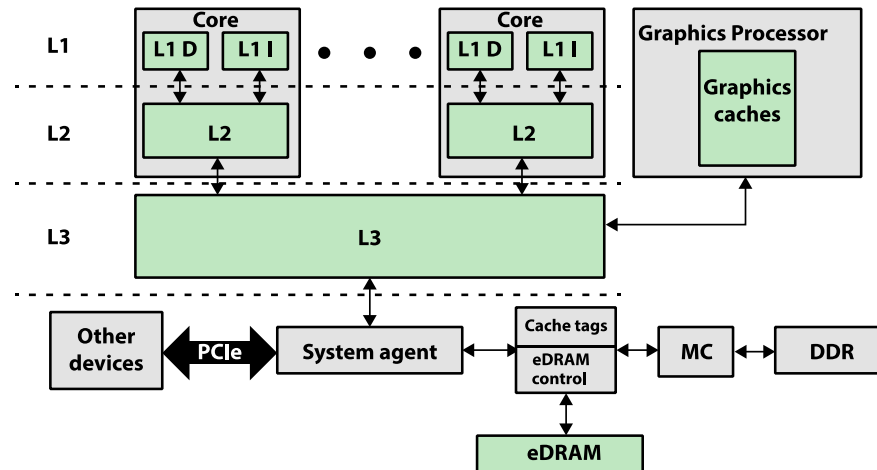 L1
Core
L1 D
L1 I
Core
L1 D
L1 I
Graphics Processor
Graphics
caches
L2
L2
L2
L3
L3
Other
devices
PCIe
System agent
Cache tags
eDRAM
control
MC
DDR
eDRAM